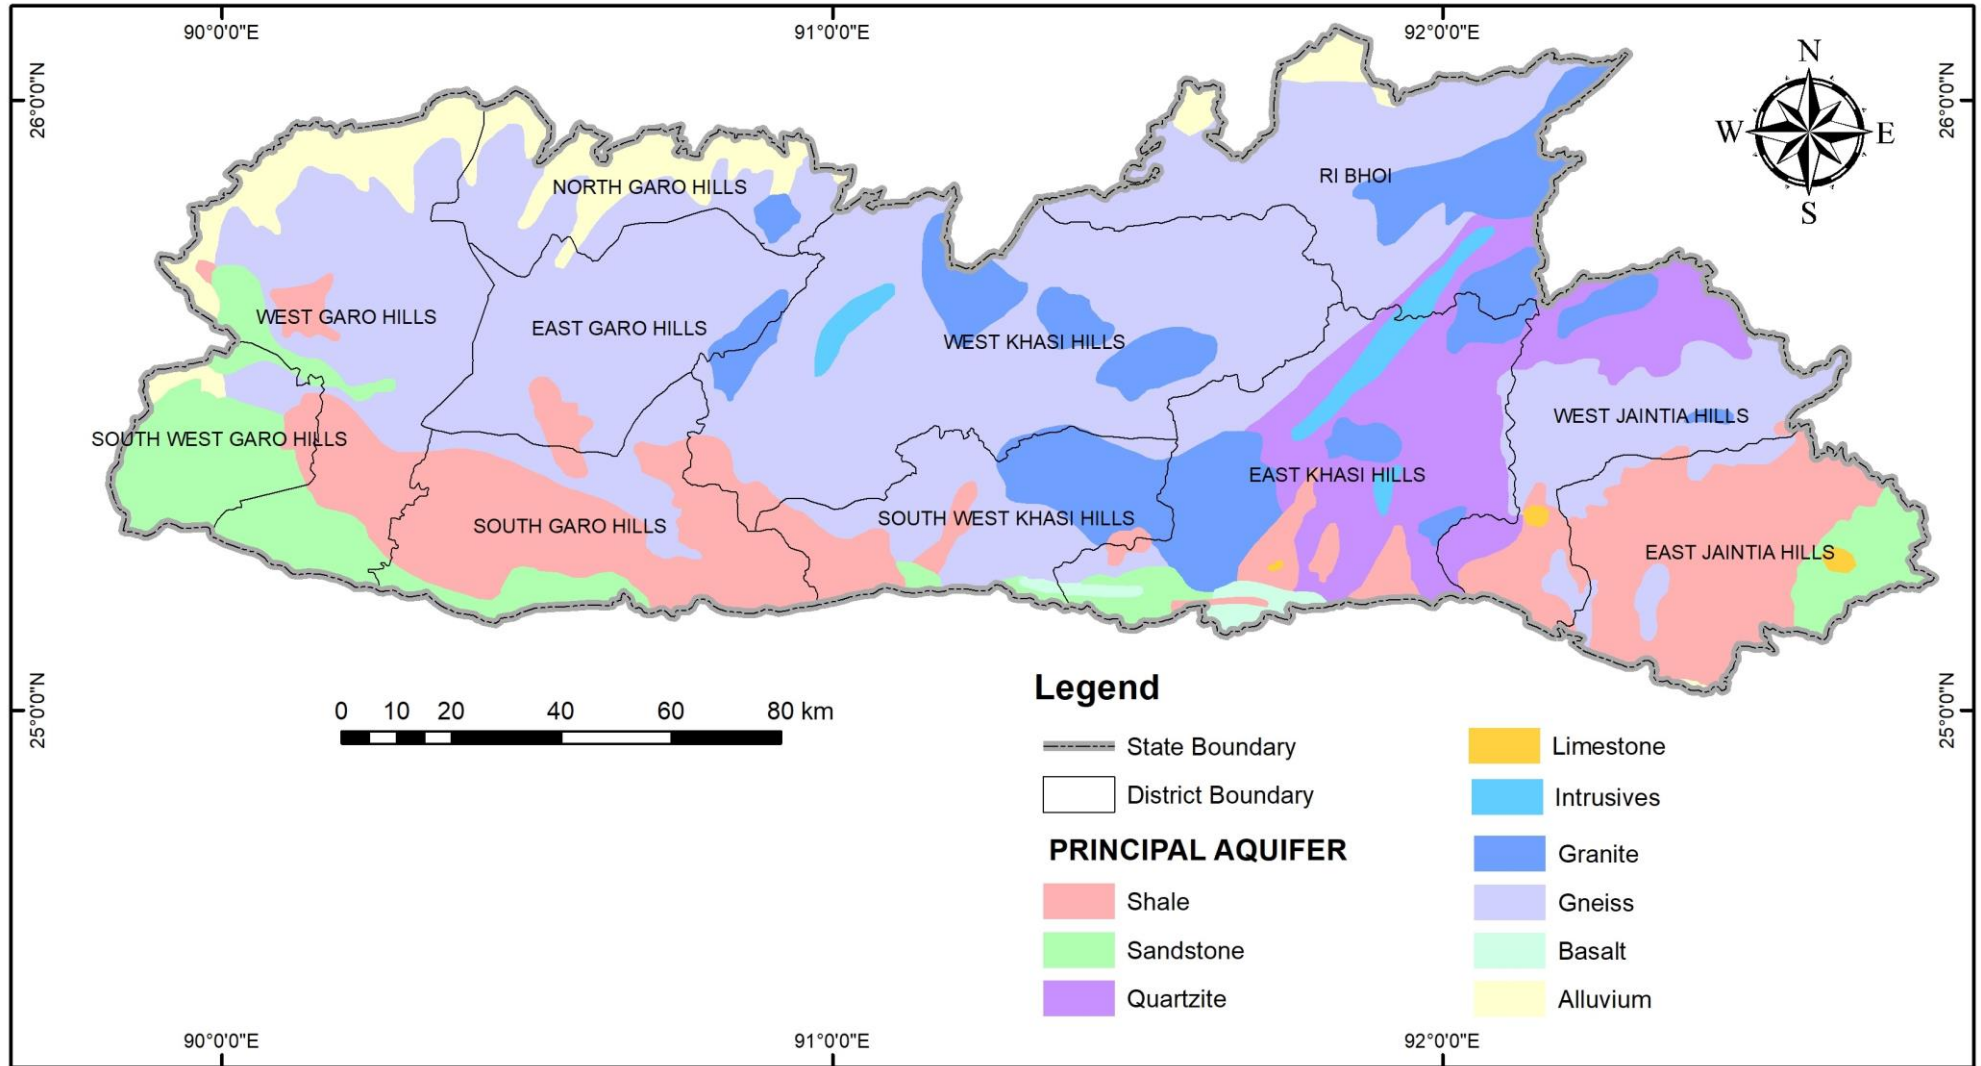 90°0'0"E
91°0'0"E
92°0'0"E
26°0'0"N
26°0'0"N
N
W
E
S
RI BHOI
NORTH GARO HILLS
WEST GARO HILLS
EAST GARO HILLS
WEST KHASI HILLS
WEST JAINTIA HILLS
SOUTH WEST GARO HILLS
EAST KHASI HILLS
SOUTH GARO HILLS
SOUTH WEST KHASI HILLS
EAST JAINTIA HILLS
25°0'0"N
25°0'0"N
0 10 20 40 60 80 km
Legend
State Boundary
District Boundary
PRINCIPAL AQUIFER
Shale
Sandstone
Quartzite
Limestone
Intrusives
Granite
Gneiss
Basalt
Alluvium
90°0'0"E
91°0'0"E
92°0'0"E